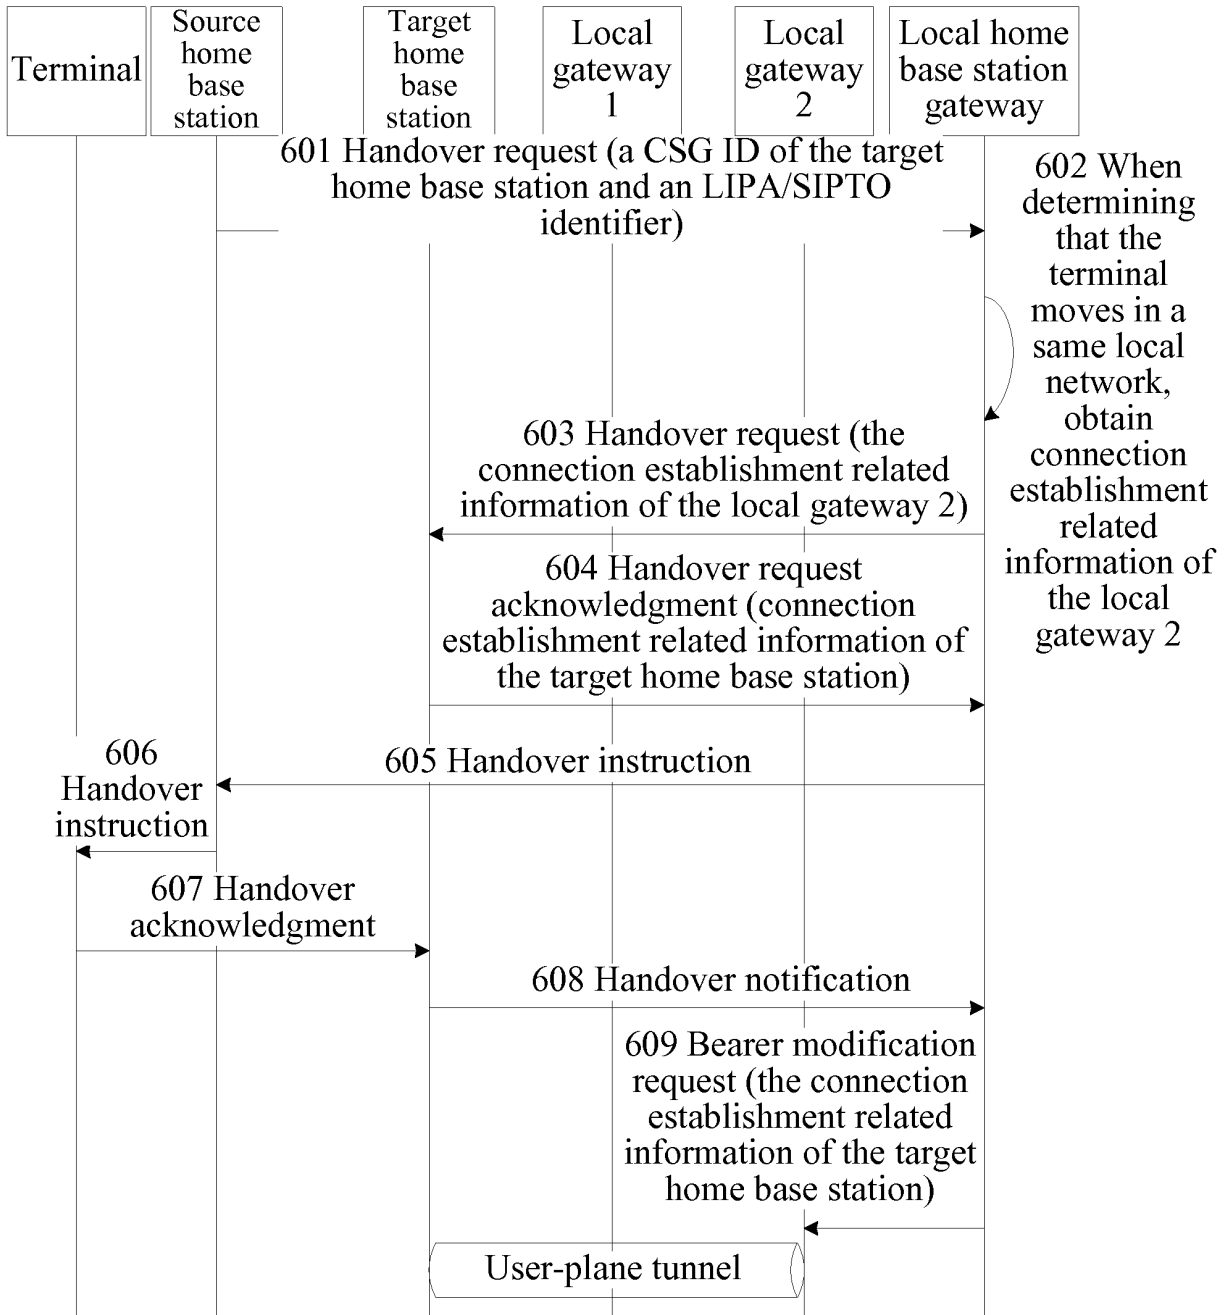 Terminal
Source
home
base
station
Target
home
base
station
Local
gateway
1
Local
gateway
2
Local home
base station
gateway
601 Handover request (a CSG ID of the target
home base station and an LIPA/SIPTO
identifier)
602 When
determining
that the
terminal
moves in a
same local
network,
obtain
connection
establishment
related
information of
the local
gateway 2
603 Handover request (the
connection establishment related
information of the local gateway 2)
604 Handover request
acknowledgment (connection
establishment related information of
the target home base station)
605 Handover instruction
606
Handover
instruction
607 Handover
acknowledgment
608 Handover notification
609 Bearer modification
request (the connection
establishment related
information of the target
home base station)
User-plane tunnel